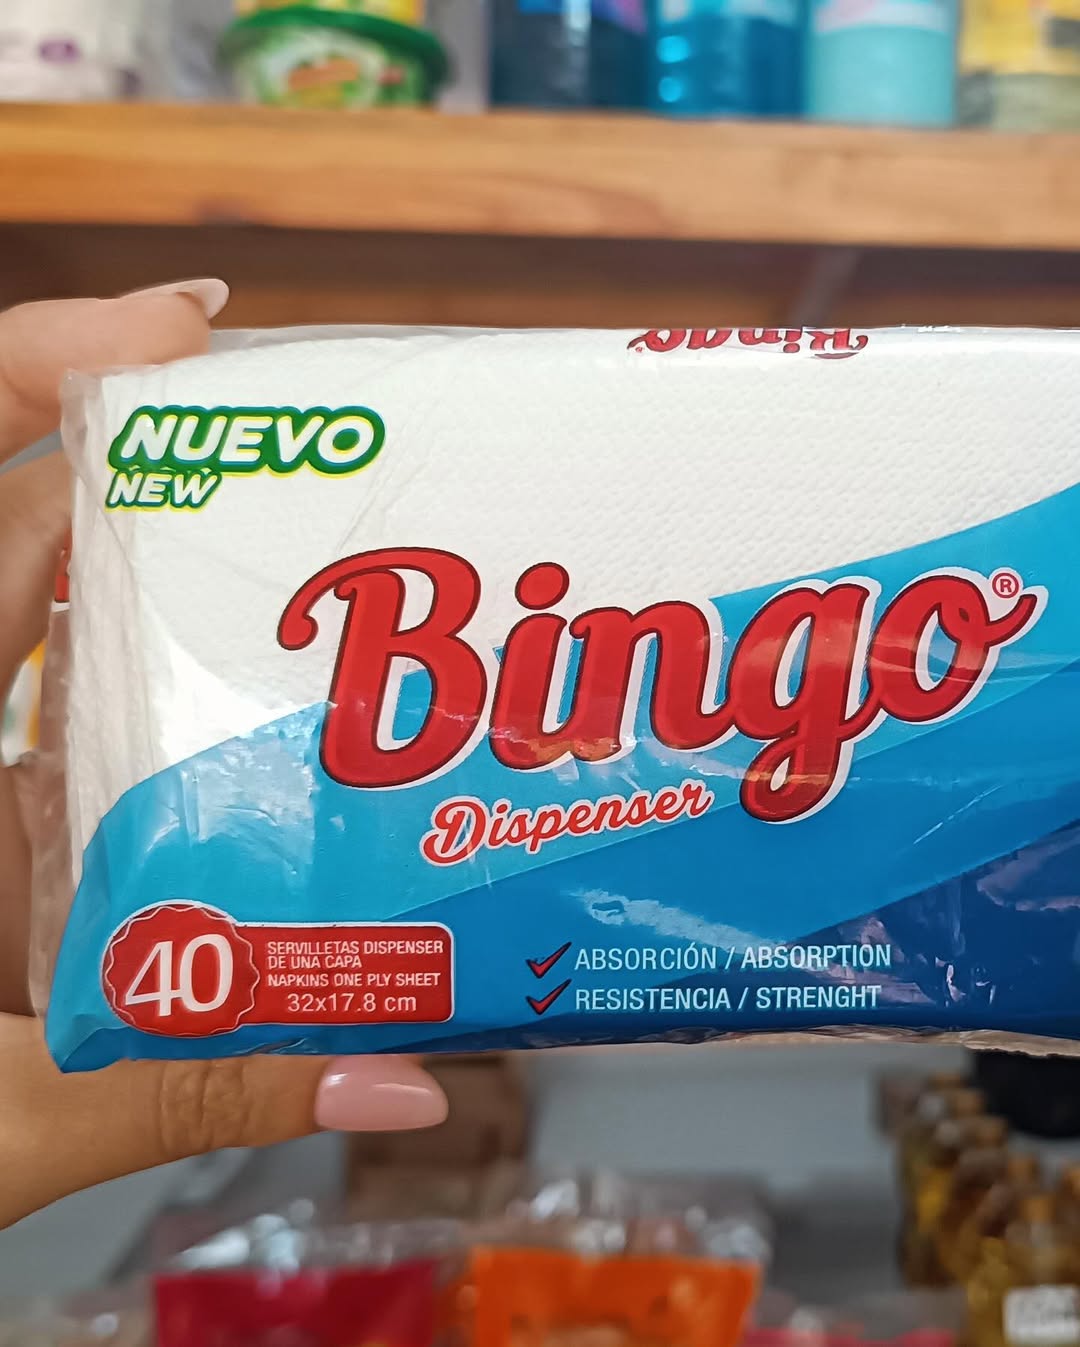 Bingo
NUEVO
NEW
Bingo®
Dispenser
40
SERVILLETAS DISPENSER
DE UNA CAPA
NAPKINS ONE PLY SHEET
32x17.8 cm
ABSORCIÓN / ABSORPTION
RESISTENCIA / STRENGHT